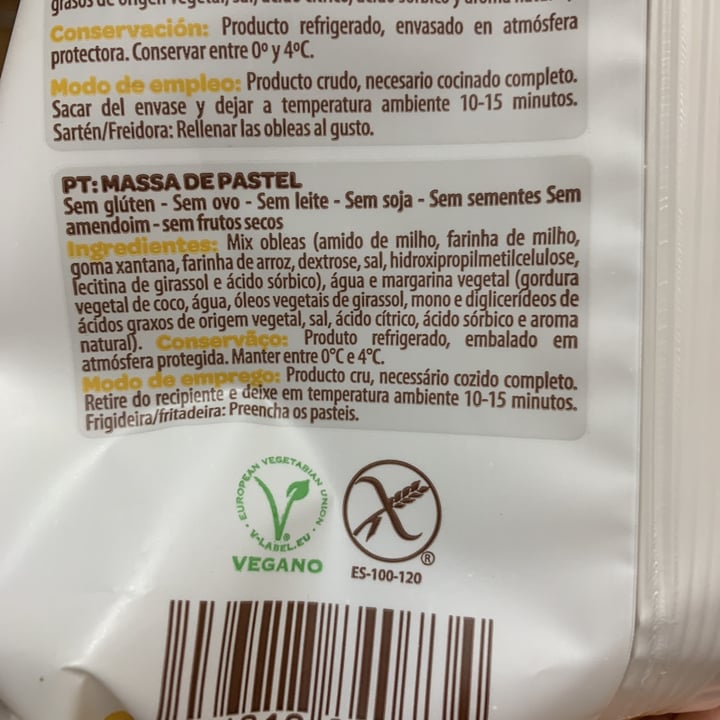 Conservación: Producto refrigerado, envasado en atmósfera
protectora. Conservar entre 0º y 4ºC.
Modo de empleo: Producto crudo, necesario cocinado completo.
Sacar del envase y dejar a temperatura ambiente 10-15 minutos.
Sartén/Freidora: Rellenar las obleas al gusto.
PT: MASSA DE PASTEL
Sem glúten - Sem ovo - Sem leite - Sem soja - Sem sementes Sem
amendoim - sem frutos secos
Ingredientes: Mix obleas (amido de milho, farinha de milho,
goma xantana, farinha de arroz, dextrose, sal, hidroxipropilmetilcelulose,
lecitina de girassol e ácido sórbico), água e margarina vegetal (gordura
vegetal de coco, água, óleos vegetais de girassol, mono e diglicerídeos de
ácidos graxos de origem vegetal, sal, ácido cítrico, ácido sórbico e aroma
natural). Conservãço: Produto refrigerado, embalado em
atmósfera protegida. Manter entre 0°C e 4°C.
Modo de emprego: Producto cru, necessário cozido completo.
Retire do recipiente e deixe em temperatura ambiente 10-15 minutos.
Frigideira/fritadeira: Preencha os pasteis.
EUROPEAN VEGETARIAN UNION
V-LABEL.EU
VEGANO
®
ES-100-120